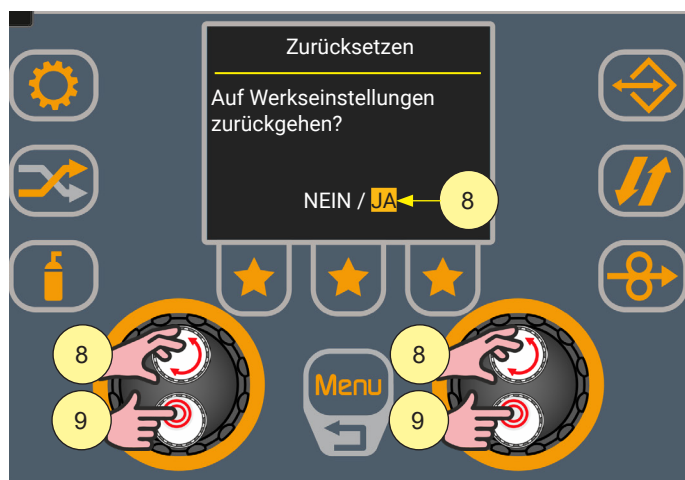 Zurücksetzen
Auf Werkseinstellungen
zurückgehen?
NEIN / JA
8
8
9
8
9
Menu